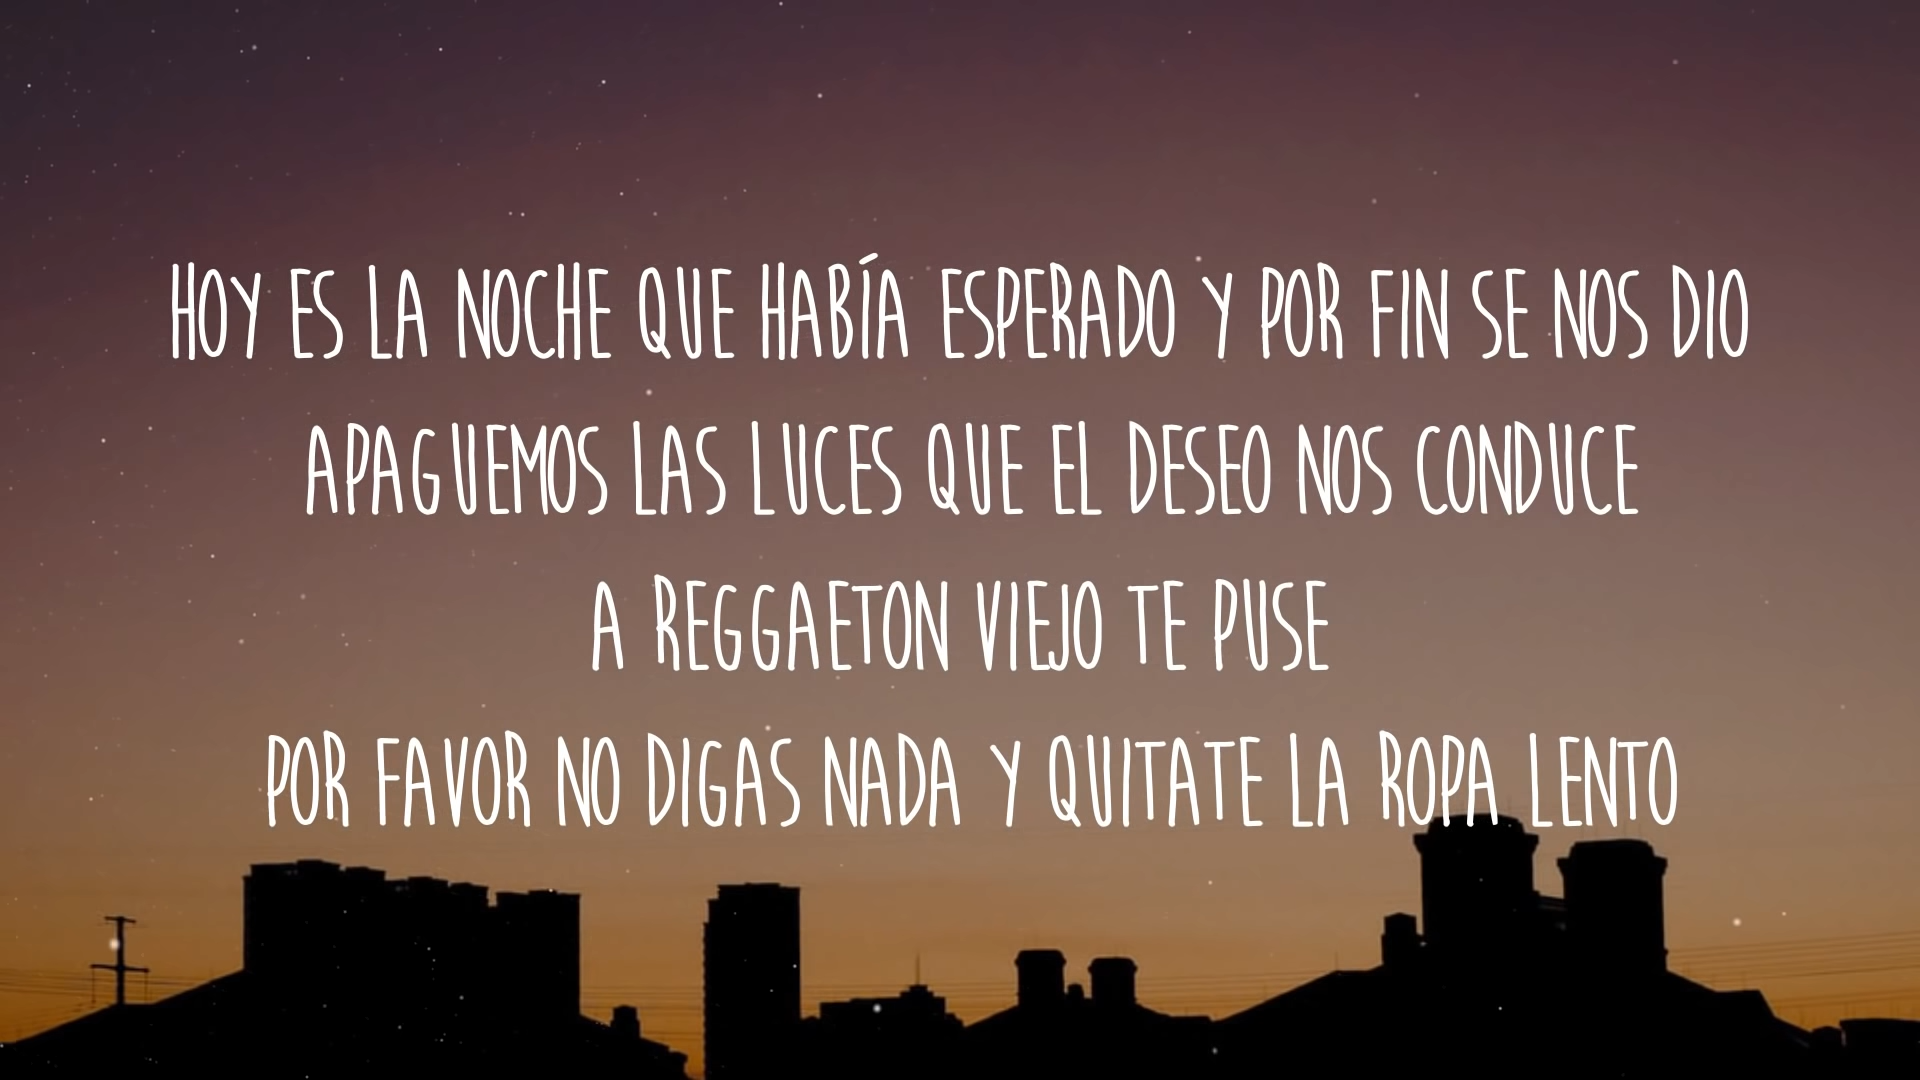 HOY ES LA NOCHE QUE HABÍA ESPERADO Y POR FIN SE NOS DIO
APAGUEMOS LAS LUCES QUE EL DESEO NOS CONDUCE
A REGGAETON VIEJO TE PUSE
POR FAVOR NO DIGAS NADA Y QUITATE LA ROPA LENTO